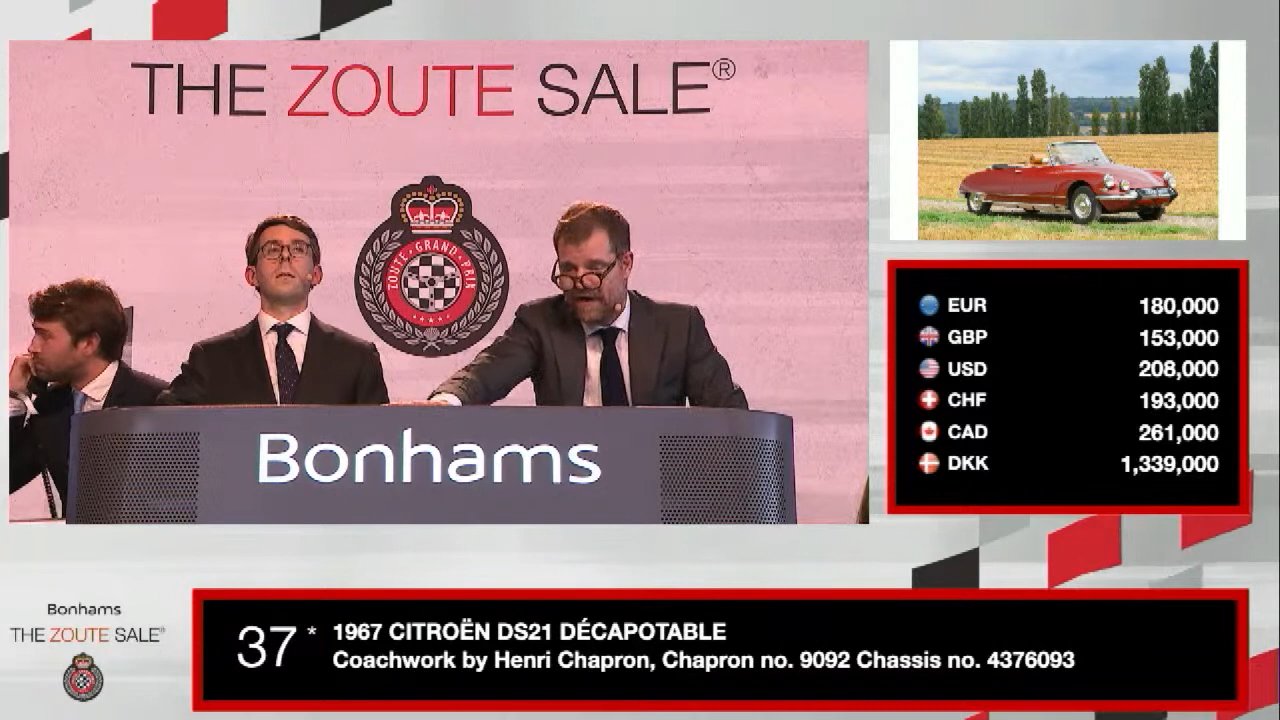 THE ZOUTE SALE®
ZOUTE · GRAND · PRIX
Bonhams
EUR 180,000
GBP 153,000
USD 208,000
CHF 193,000
CAD 261,000
DKK 1,339,000
Bonhams
THE ZOUTE SALE®
37 * 1967 CITROËN DS21 DÉCAPOTABLE
Coachwork by Henri Chapron, Chapron no. 9092 Chassis no. 4376093